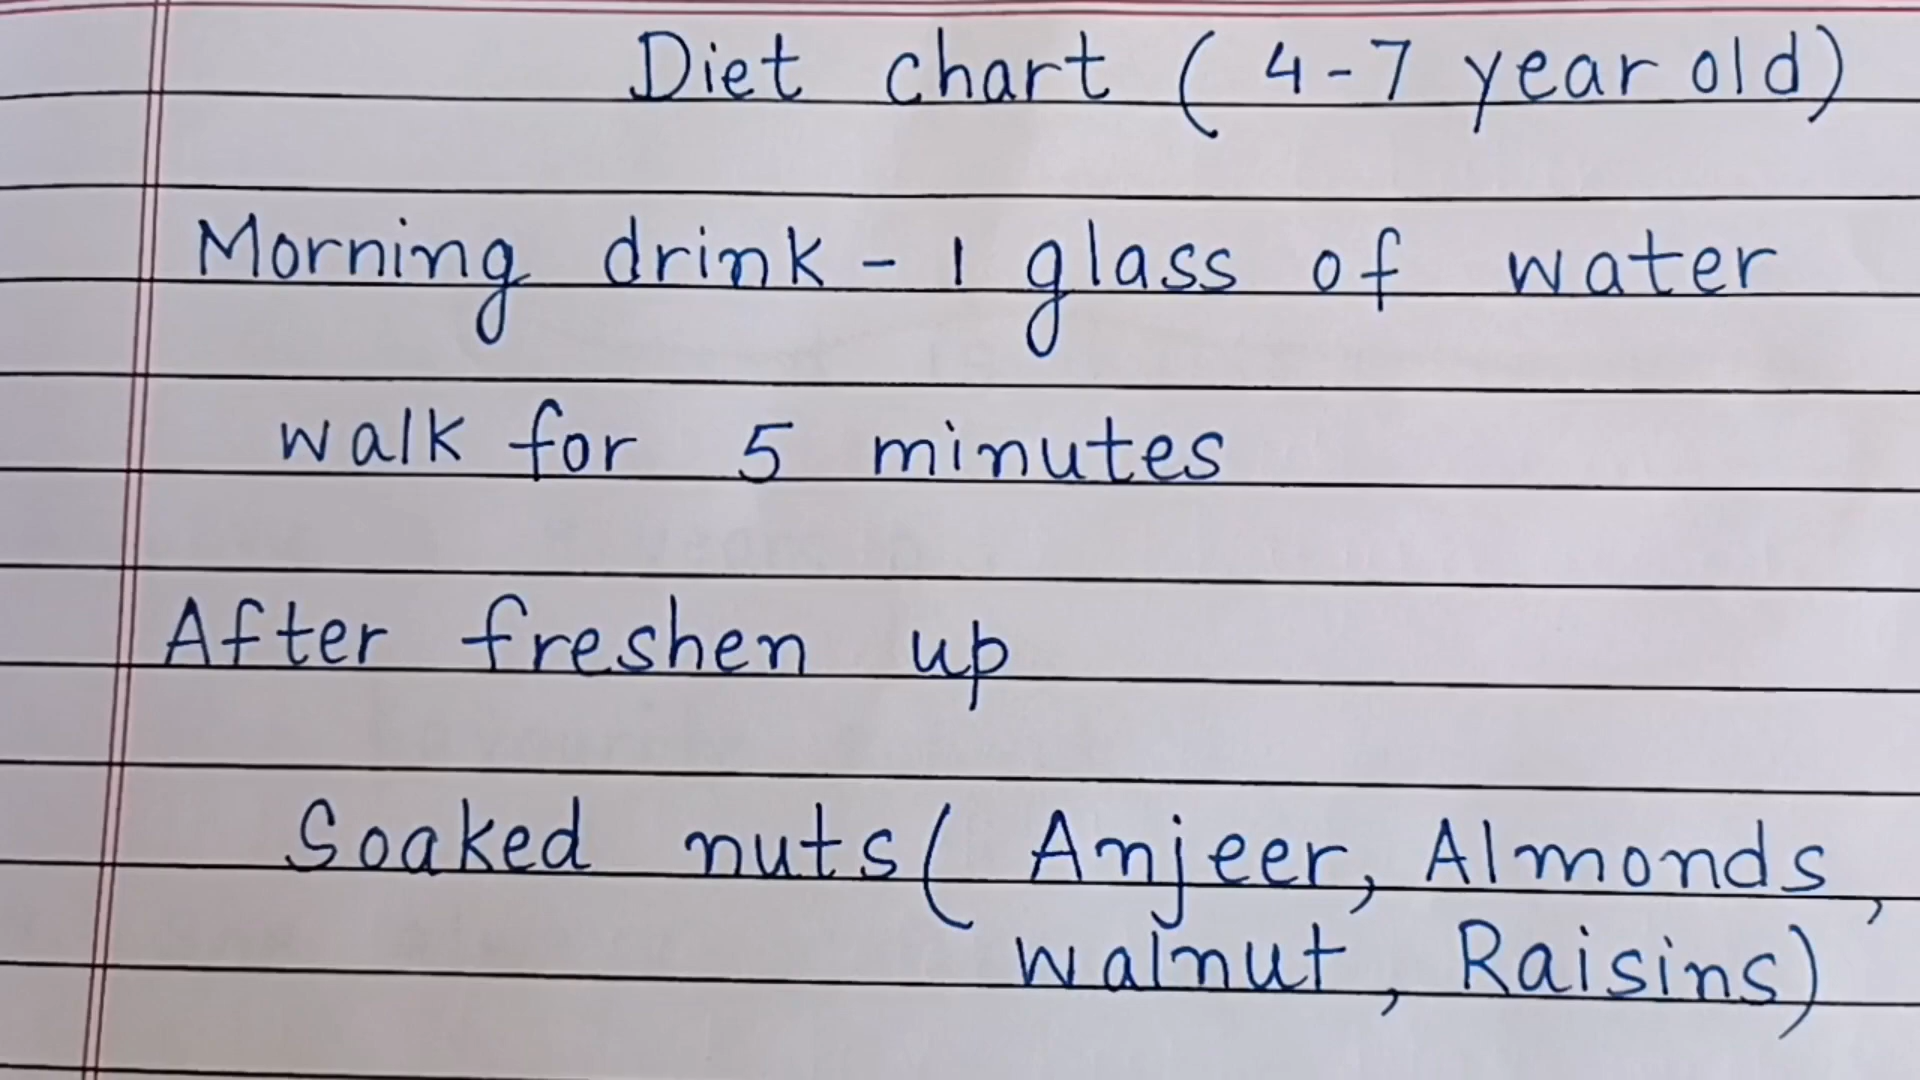 Diet chart ( 4-7 year old)
Morning drink - 1 glass of water
walk for 5 minutes
After freshen up
Soaked nuts ( Anjeer, Almonds,
walnut, Raisins)